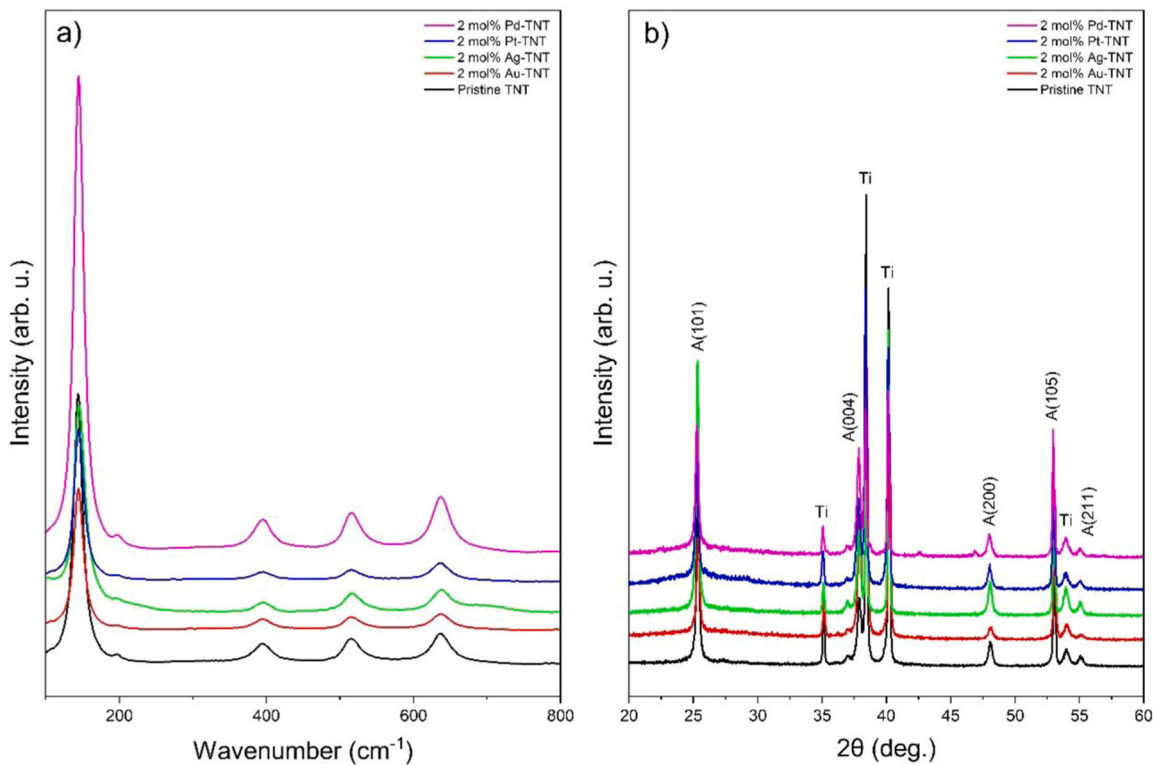 a)
2 mol% Pd-TNT
2 mol% Pt-TNT
2 mol% Ag-TNT
2 mol% Au-TNT
Pristine TNT
Intensity (arb. u.)
200
400
600
800
Wavenumber (cm⁻¹)
b)
2 mol% Pd-TNT
2 mol% Pt-TNT
2 mol% Ag-TNT
2 mol% Au-TNT
Pristine TNT
Intensity (arb. u.)
A(101)
Ti
A(004)
Ti
Ti
A(200)
A(105)
Ti
A(211)
20
25
30
35
40
45
50
55
60
2θ (deg.)